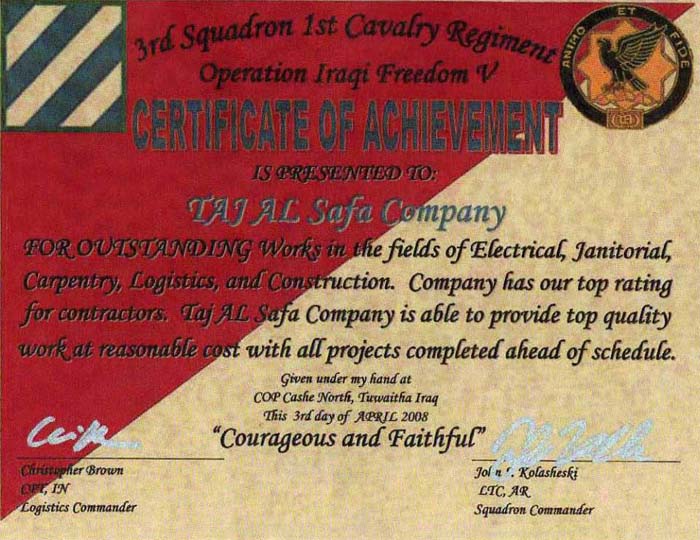 3rd Squadron 1st Cavalry Regiment
Operation Iraqi Freedom V
ANIMO ET FIDE
CERTIFICATE OF ACHIEVEMENT
IS PRESENTED TO:
TAJ AL Safa Company
FOR OUTSTANDING Works in the fields of Electrical, Janitorial,
Carpentry, Logistics, and Construction. Company has our top rating
for contractors. Taj AL Safa Company is able to provide top quality
work at reasonable cost with all projects completed ahead of schedule.
Given under my hand at
COP Cashe North, Tuwaitha Iraq
This 3rd day of APRIL 2008
"Courageous and Faithful"
Christopher Brown
CPT, IN
Logistics Commander
John Kolasheski
LTC, AR
Squadron Commander